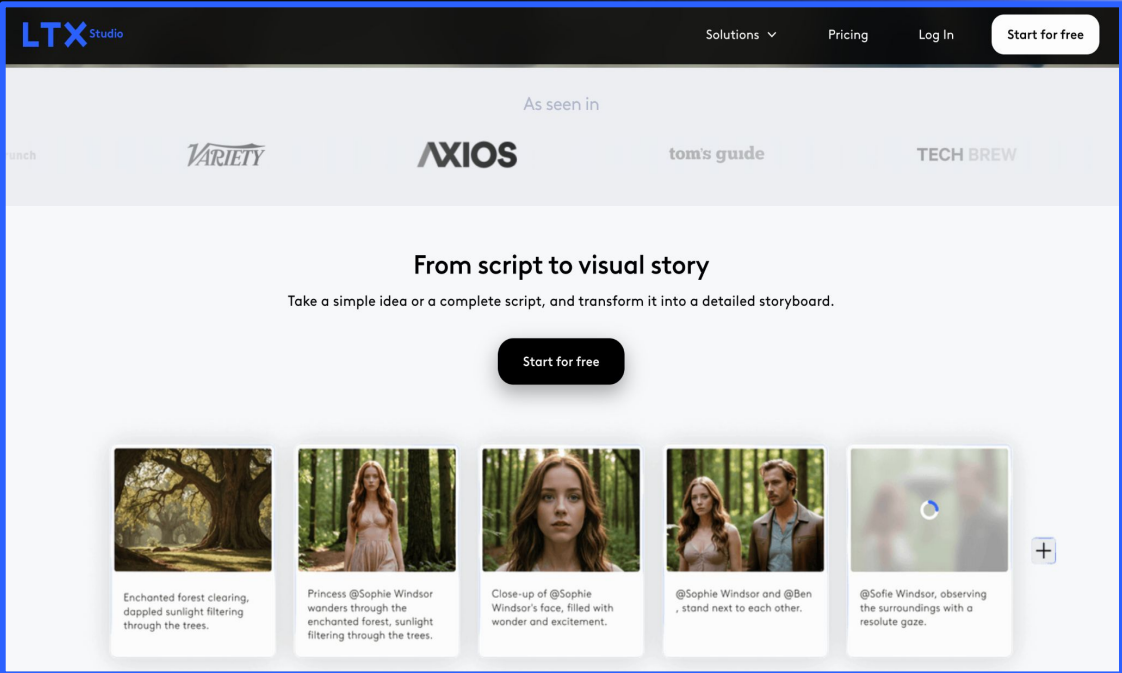 LTX Studio
Solutions
Pricing
Log In
Start for free
As seen in
runch
VARIETY
AXIOS
tom's guide
TECH BREW
From script to visual story
Take a simple idea or a complete script, and transform it into a detailed storyboard.
Start for free
Enchanted forest clearing,
dappled sunlight filtering
through the trees.
Princess @Sophie Windsor
wanders through the
enchanted forest, sunlight
filtering through the trees.
Close-up of @Sophie
Windsor's face, filled with
wonder and excitement.
@Sophie Windsor and @Ben
, stand next to each other.
@Sofie Windsor, observing
the surroundings with a
resolute gaze.